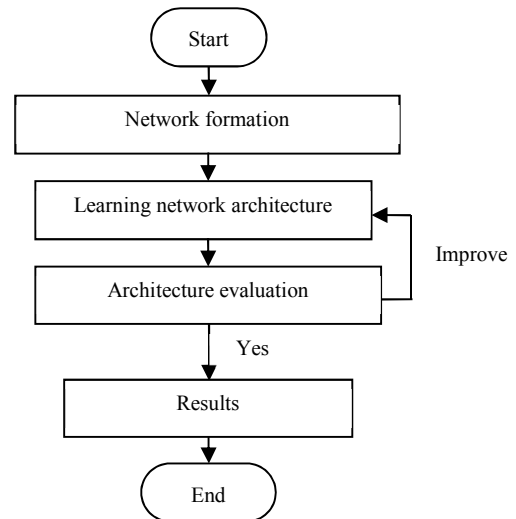 Start
Network formation
Learning network architecture
Improve
Architecture evaluation
Yes
Results
End